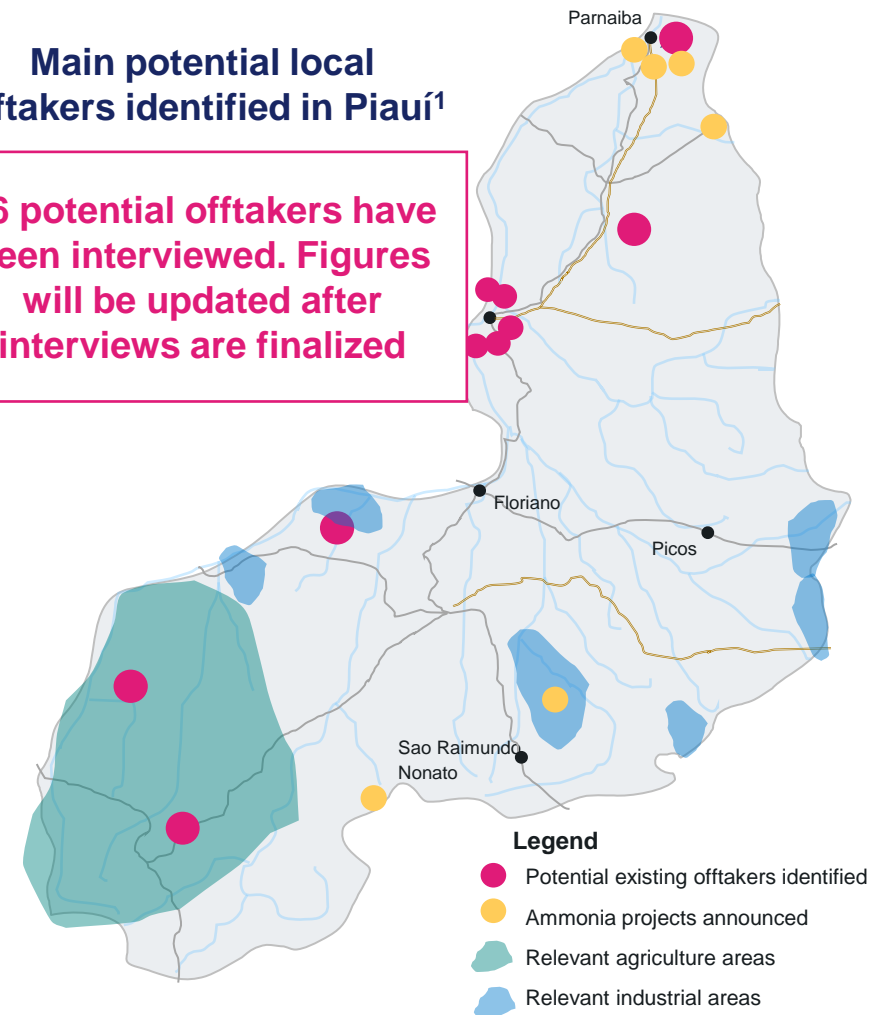 Parnaiba
Main potential local
ftakers identified in Piauí¹
6 potential offtakers have
een interviewed. Figures
will be updated after
interviews are finalized
Floriano
Picos
Sao Raimundo
Nonato
Legend
Potential existing offtakers identified
Ammonia projects announced
Relevant agriculture areas
Relevant industrial areas